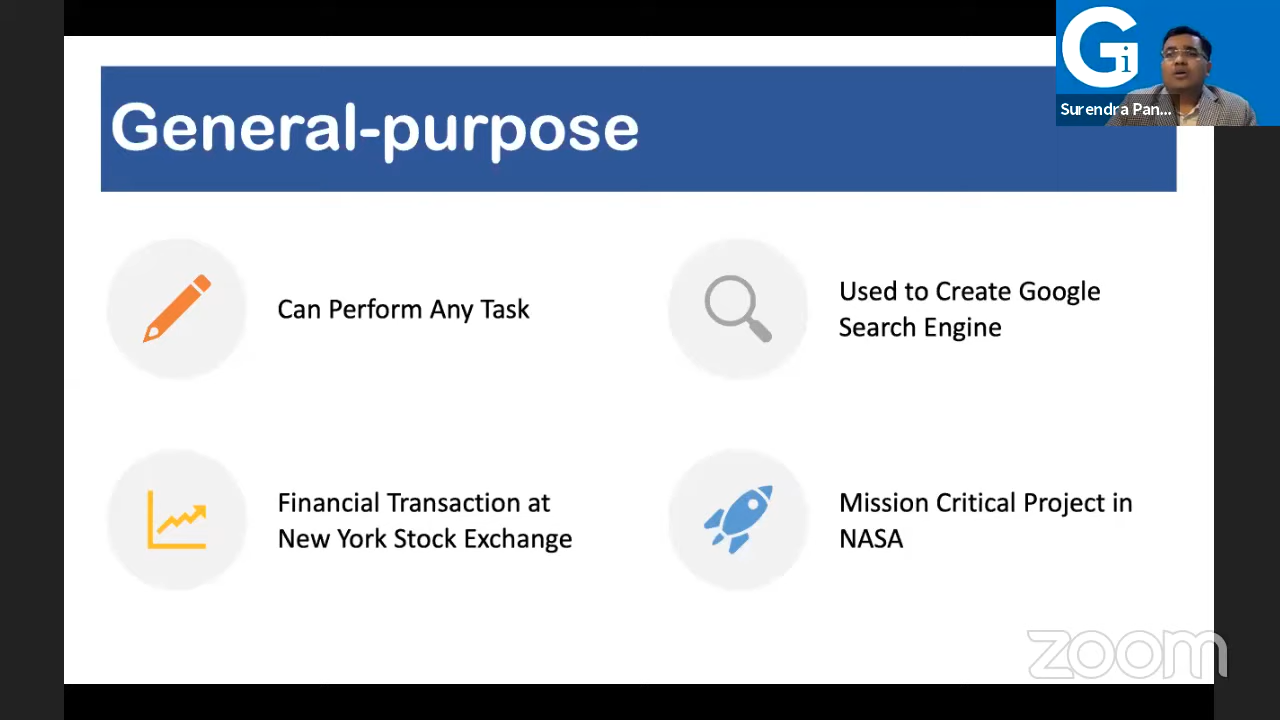 General-purpose
Can Perform Any Task
Used to Create Google
Search Engine
Financial Transaction at
New York Stock Exchange
Mission Critical Project in
NASA
Gi
Surendra Pan...
zoom